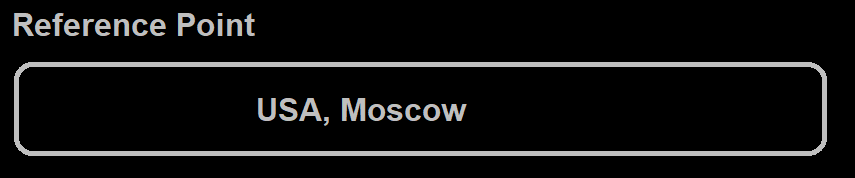 Reference Point
USA, Moscow